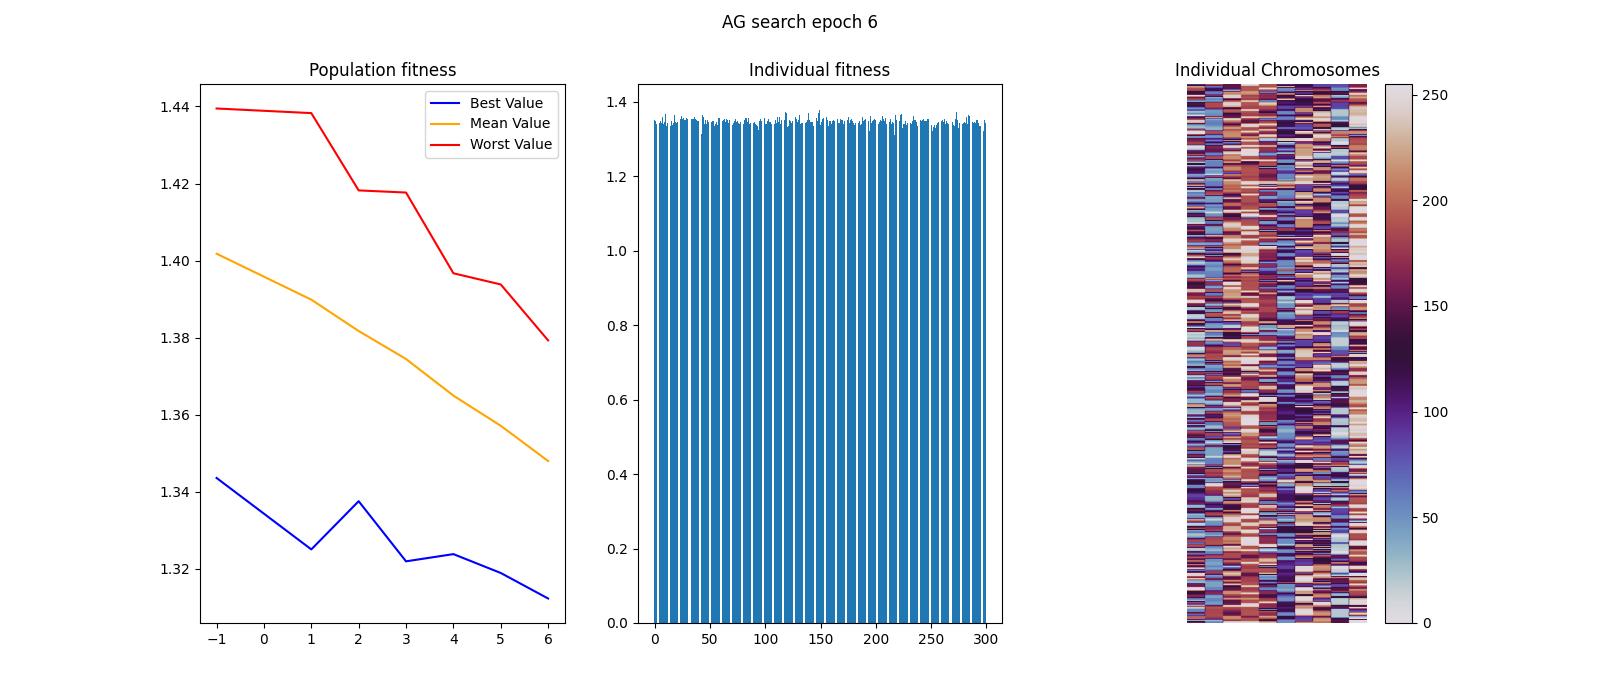 AG search epoch 6
Population fitness
1.44
1.42
1.40
1.38
1.36
1.34
1.32
−1 0 1 2 3 4 5 6
Best Value
Mean Value
Worst Value
Individual fitness
1.4
1.2
1.0
0.8
0.6
0.4
0.2
0.0
0 50 100 150 200 250 300
Individual Chromosomes
250
200
150
100
50
0